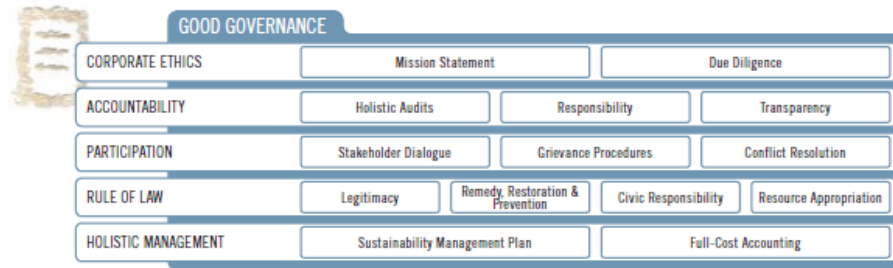 GOOD GOVERNANCE
CORPORATE ETHICS
Mission Statement
Due Diligence
ACCOUNTABILITY
Holistic Audits
Responsibility
Transparency
PARTICIPATION
Stakeholder Dialogue
Grievance Procedures
Conflict Resolution
RULE OF LAW
Legitimacy
Remedy, Restoration &
Prevention
Civic Responsibility
Resource Appropriation
HOLISTIC MANAGEMENT
Sustainability Management Plan
Full-Cost Accounting